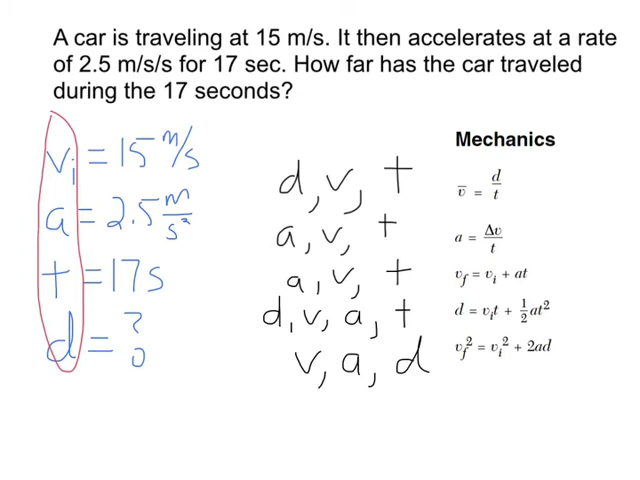 A car is traveling at 15 m/s. It then accelerates at a rate
of 2.5 m/s/s for 17 sec. How far has the car traveled
during the 17 seconds?
vᵢ = 15 m/s
a = 2.5 m/s²
t = 17s
d = ?
d, v, t
a, v, t
a, v, t
d, v, a, t
v, a, d
Mechanics
v̅ = d/t
a = Δv/t
v_f = vᵢ + at
d = vᵢt + ½at²
v_f² = vᵢ² + 2ad